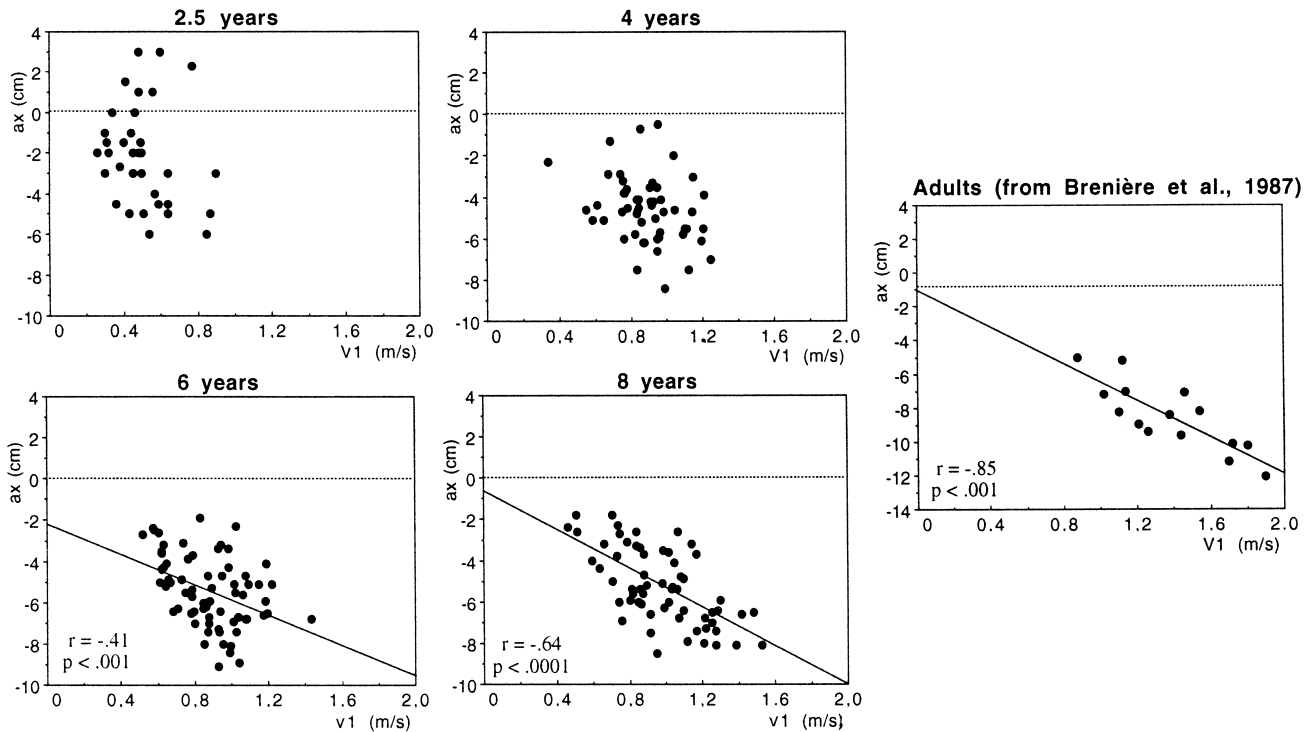 2.5 years
4
2
0
-2
-4
-6
-8
-10
ax (cm)
0 0.4 0.8 1.2 1.6 2.0
V1 (m/s)
4 years
4
2
0
-2
-4
-6
-8
-10
ax (cm)
0 0.4 0.8 1.2 1.6 2.0
V1 (m/s)
Adults (from Brenière et al., 1987)
4
2
0
-2
-4
-6
-8
-10
-12
-14
ax (cm)
r = -.85
p < .001
0 0.4 0.8 1.2 1.6 2.0
V1 (m/s)
6 years
4
2
0
-2
-4
-6
-8
-10
ax (cm)
r = -.41
p < .001
0 0.4 0.8 1.2 1.6 2.0
v1 (m/s)
8 years
4
2
0
-2
-4
-6
-8
-10
ax (cm)
r = -.64
p < .0001
0 0.4 0.8 1.2 1.6 2.0
v1 (m/s);